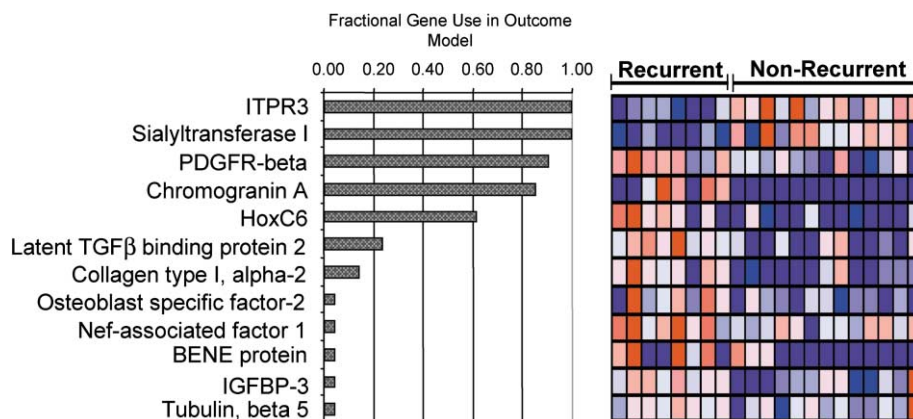 Fractional Gene Use in Outcome
Model
0.00 0.20 0.40 0.60 0.80 1.00
Recurrent Non-Recurrent
ITPR3
Sialyltransferase I
PDGFR-beta
Chromogranin A
HoxC6
Latent TGFβ binding protein 2
Collagen type I, alpha-2
Osteoblast specific factor-2
Nef-associated factor 1
BENE protein
IGFBP-3
Tubulin, beta 5